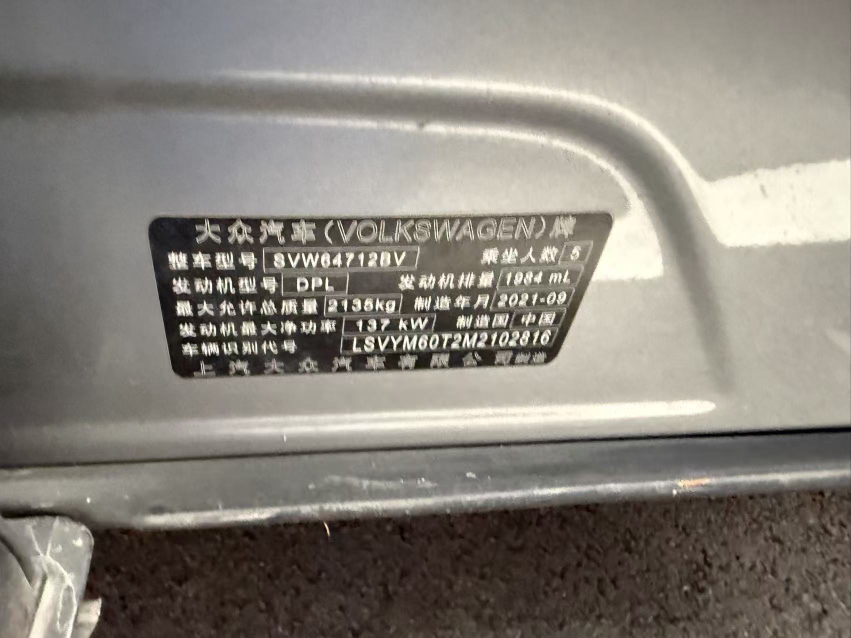 大众汽车(VOLKSWAGEN)牌
整车型号 SVW64712BV 乘坐人数 5
发动机型号 DPL 发动机排量 1984 mL
最大允许总质量 2135kg 制造年月 2021-09
发动机最大净功率 137 kW 制造国 中国
车辆识别代号 LSVYM60T2M2102816
上汽大众汽车有限公司制造